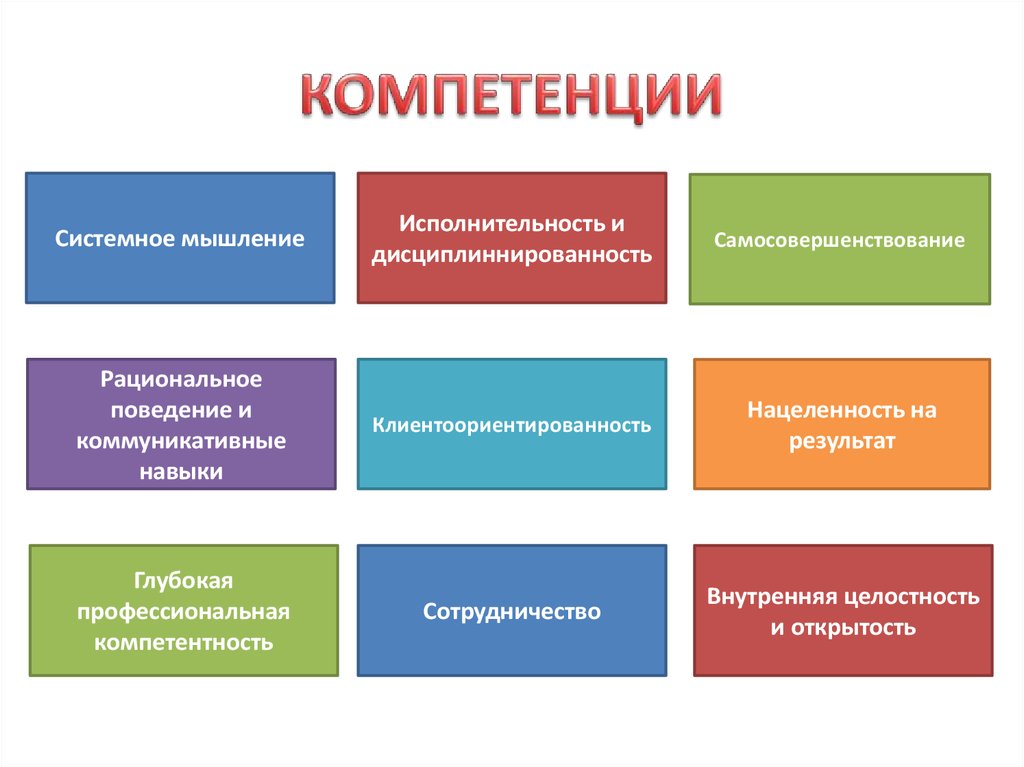 КОМПЕТЕНЦИИ
Системное мышление
Исполнительность и
дисциплиннированность
Самосовершенствование
Рациональное
поведение и
коммуникативные
навыки
Клиентоориентированность
Нацеленность на
результат
Глубокая
профессиональная
компетентность
Сотрудничество
Внутренняя целостность
и открытость